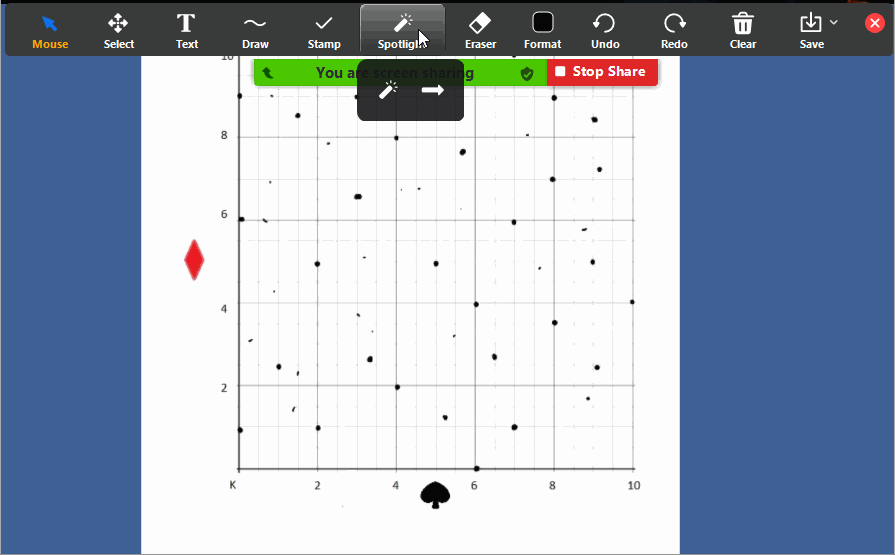 Mouse Select Text Draw Stamp Spotlight Eraser Format Undo Redo Clear Save
T
You are screen sharing Stop Share
10
8
6
4
2
K 2 4 6 8 10